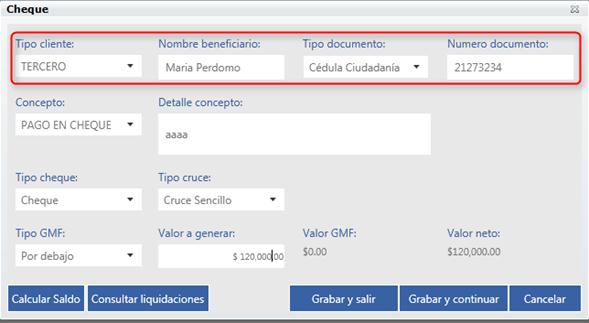 Cheque
Tipo cliente: Nombre beneficiario: Tipo documento: Numero documento:
TERCERO Maria Perdomo Cédula Ciudadanía 21273234
Concepto: Detalle concepto:
PAGO EN CHEQUE aaaa
Tipo cheque: Tipo cruce:
Cheque Cruce Sencillo
Tipo GMF: Valor a generar: Valor GMF: Valor neto:
Por debajo $ 120,000.00 $0.00 $120,000.00
Calcular Saldo Consultar liquidaciones Grabar y salir Grabar y continuar Cancelar